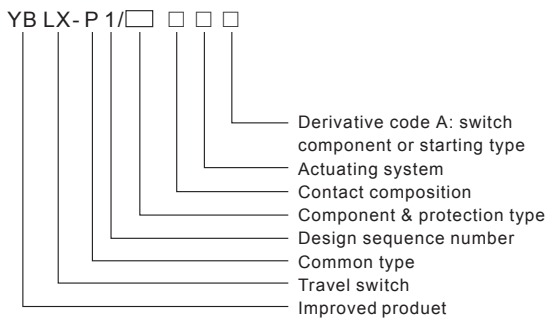 YB LX- P 1/□ □ □ □
Derivative code A: switch
component or starting type
Actuating system
Contact composition
Component & protection type
Design sequence number
Common type
Travel switch
Improved produet